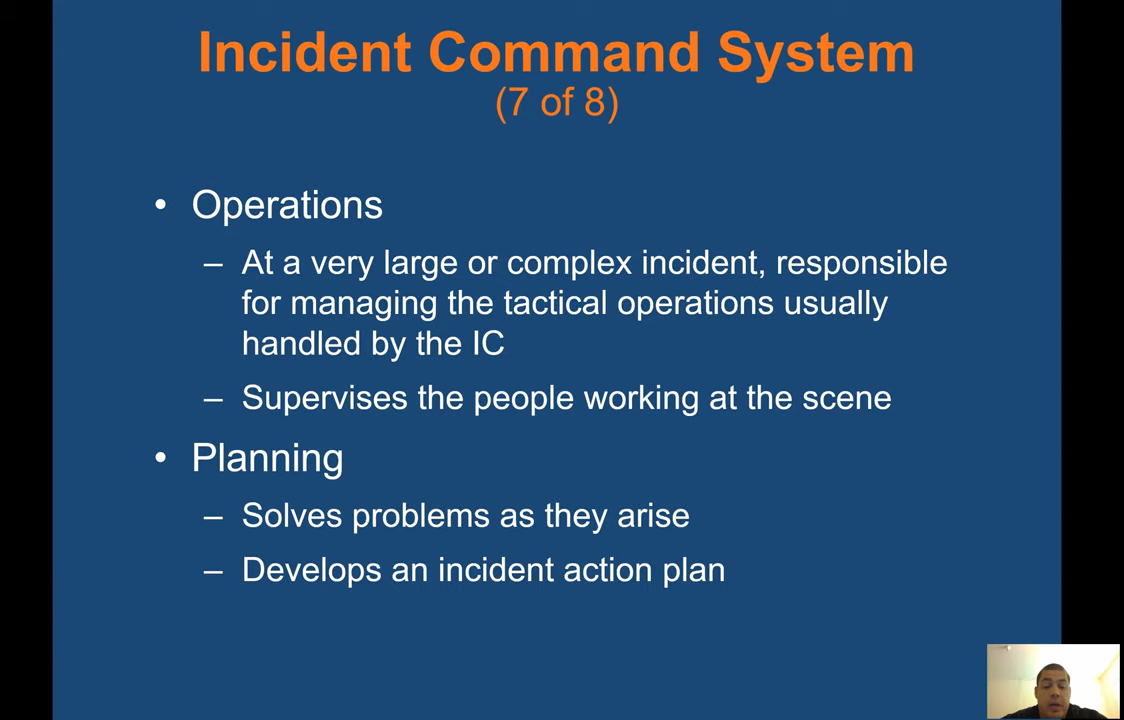 Incident Command System
(7 of 8)
• Operations
– At a very large or complex incident, responsible
for managing the tactical operations usually
handled by the IC
– Supervises the people working at the scene
• Planning
– Solves problems as they arise
– Develops an incident action plan